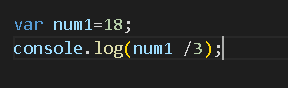 var num1=18;
console.log(num1 /3);